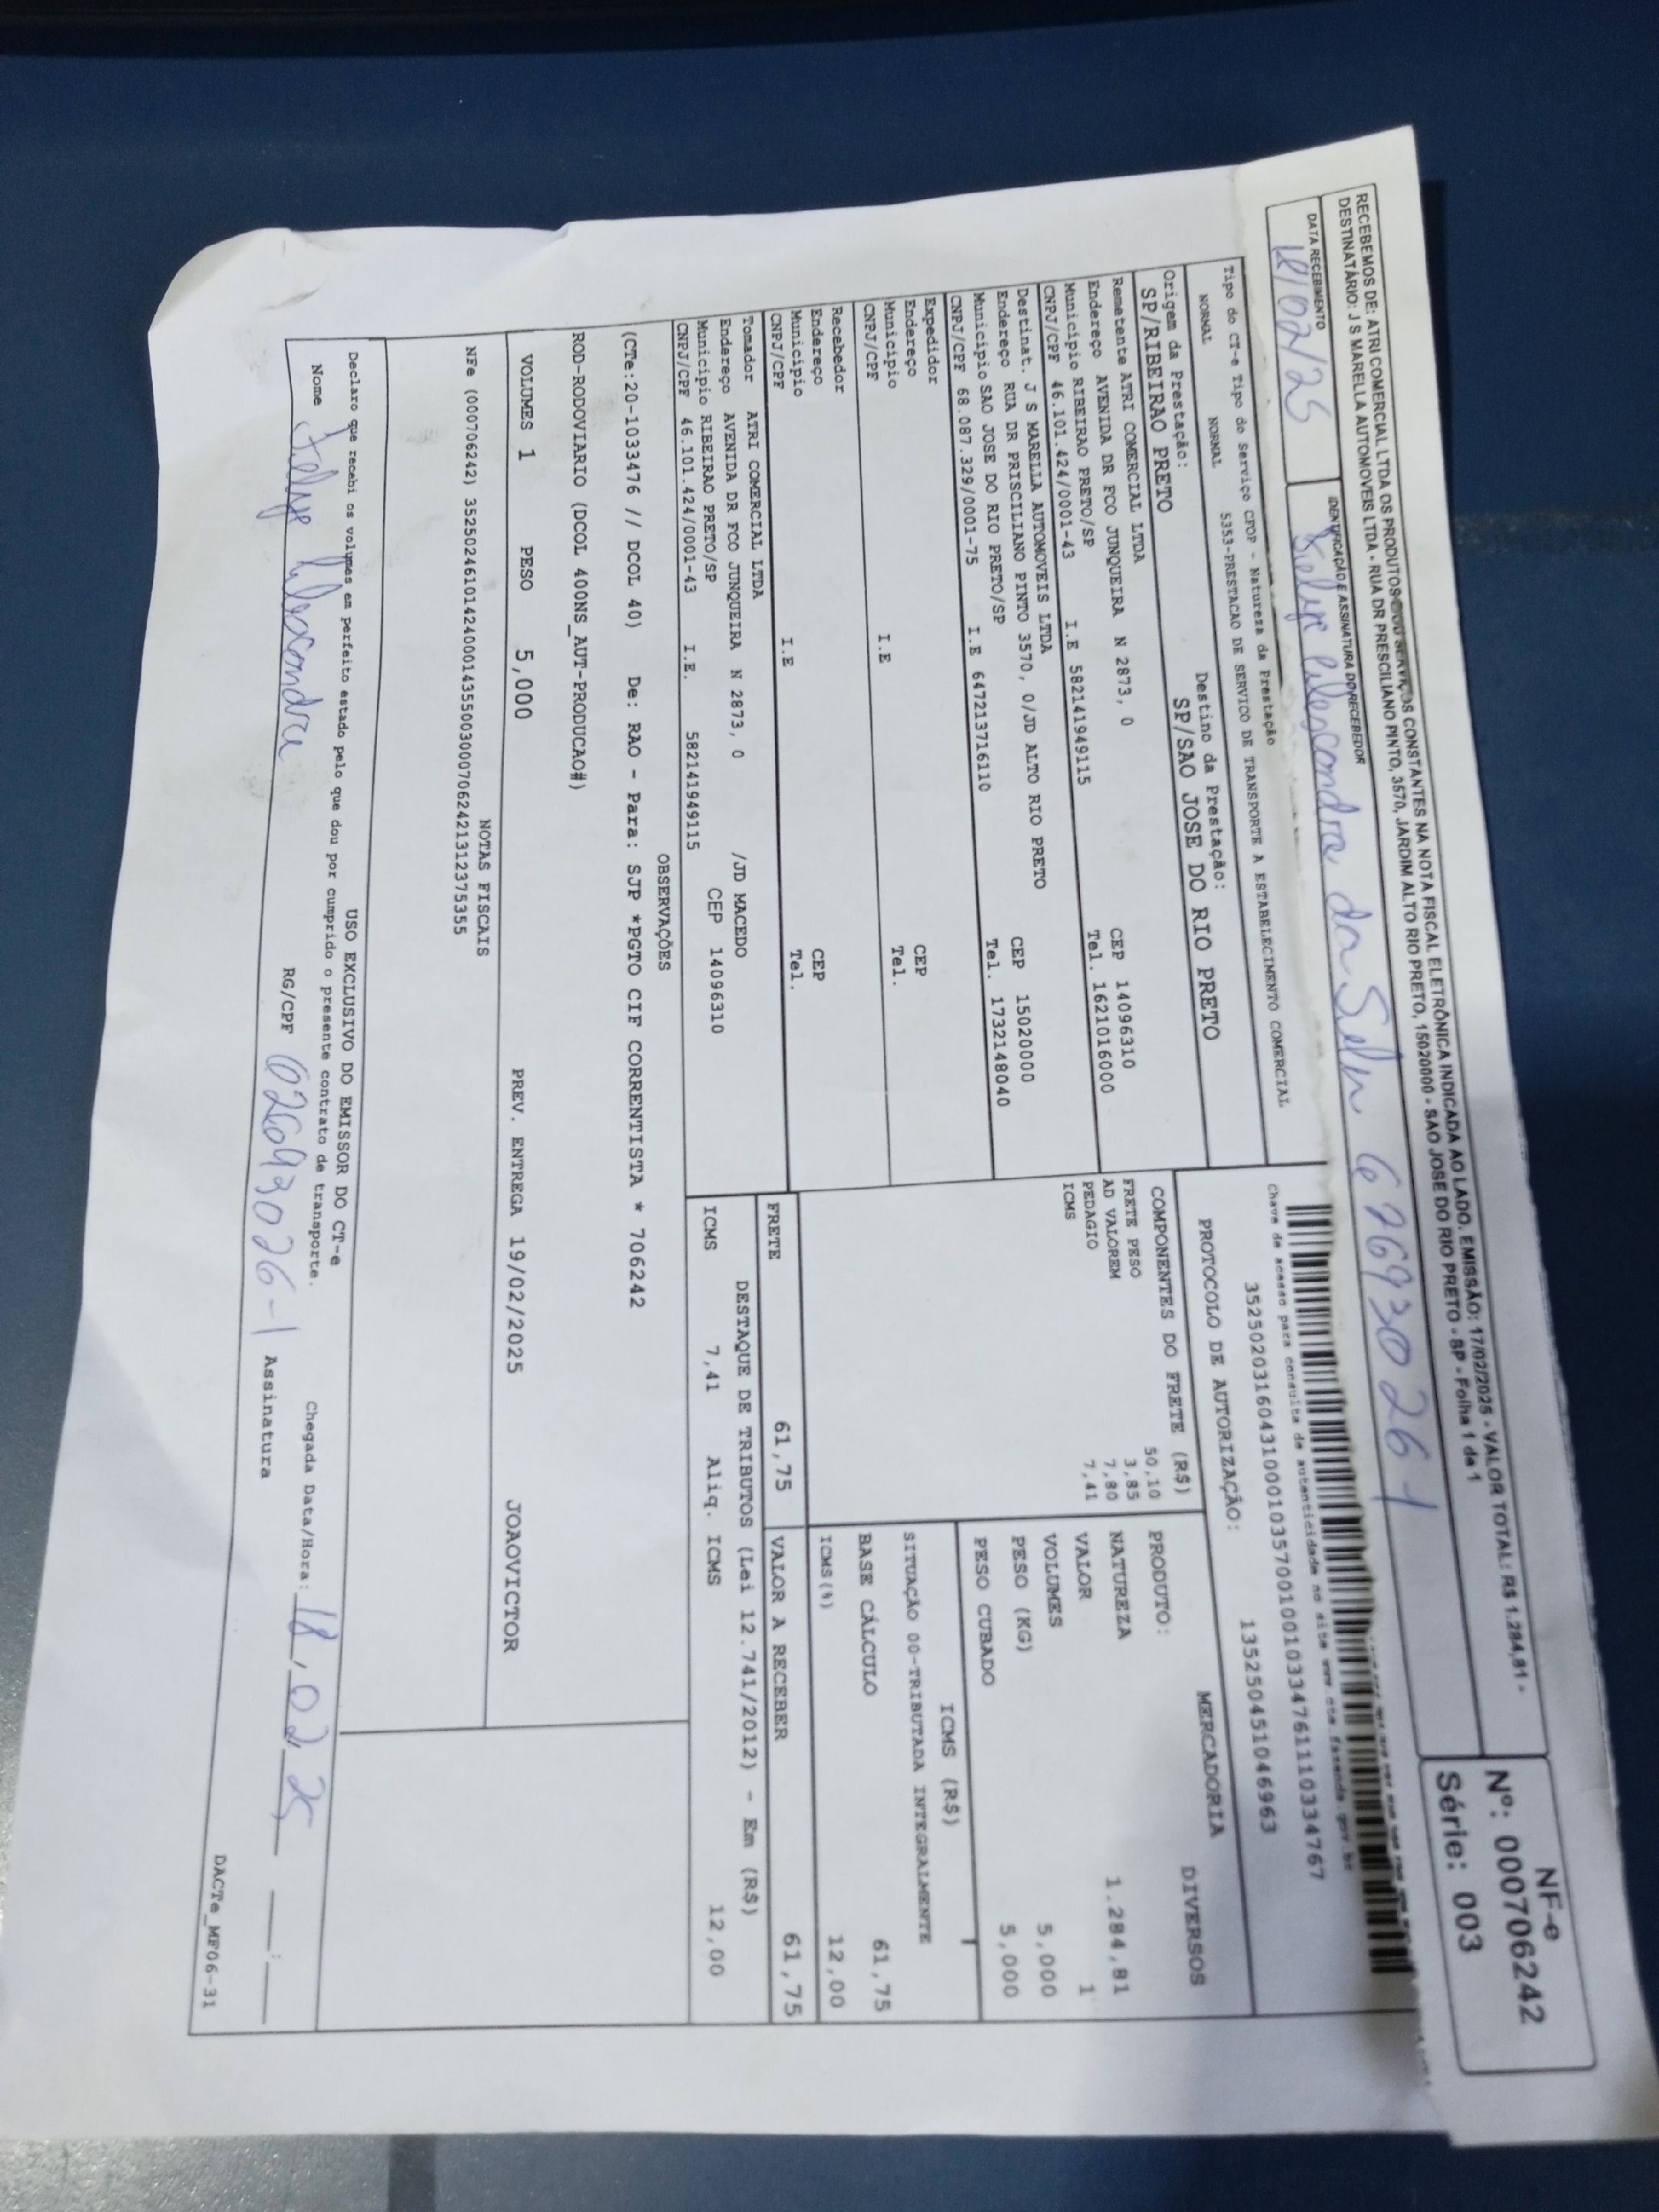 RECEBEMOS DE: ATRI COMERCIAL LTDA OS PRODUTOS E/OU SERVIÇOS CONSTANTES NA NOTA FISCAL ELETRÔNICA INDICADA AO LADO. EMISSÃO: 17/02/2025 - VALOR TOTAL: R$ 1.284,81 -
DESTINATÁRIO: J S MARELLA AUTOMOVEIS LTDA - RUA DR PRESCILIANO PINTO, 3570, JARDIM ALTO RIO PRETO, 15020000 - SAO JOSE DO RIO PRETO - SP - Folha 1 de 1
NF-e
Nº: 000706242
Série: 003
DATA RECEBIMENTO
18/02/25
IDENTIFICAÇÃO E ASSINATURA DO RECEBEDOR
Felipe da
Tipo do CT-e Tipo do Serviço CFOP - Natureza da Prestação
NORMAL NORMAL 5353-PRESTACAO DE SERVICO DE TRANSPORTE A ESTABELECIMENTO COMERCIAL
Chave de acesso para consulta de autenticidade no site www.cte.fazenda.gov.br
35250203160431000103570010010334761110334767
PROTOCOLO DE AUTORIZAÇÃO: 135250451046963
Origem da Prestação: Destino da Prestação:
SP/RIBEIRAO PRETO SP/SAO JOSE DO RIO PRETO
Remetente ATRI COMERCIAL LTDA
Endereço AVENIDA DR FCO JUNQUEIRA N 2873, 0 CEP 14096310
Municipio RIBEIRAO PRETO/SP Tel. 1621016000
CNPJ/CPF 46.101.424/0001-43 I.E 582141949115
Destinat. J S MARELLA AUTOMOVEIS LTDA
Endereço RUA DR PRISCILIANO PINTO 3570, 0/JD ALTO RIO PRETO CEP 15020000
Municipio SAO JOSE DO RIO PRETO/SP Tel. 1732148040
CNPJ/CPF 68.087.329/0001-75 I.E 647213716110
Expedidor
Endereço CEP
Municipio Tel.
CNPJ/CPF I.E
Recebedor
Endereço CEP
Municipio Tel.
CNPJ/CPF I.E
Tomador ATRI COMERCIAL LTDA
Endereço AVENIDA DR FCO JUNQUEIRA N 2873, 0 /JD MACEDO
Municipio RIBEIRAO PRETO/SP CEP 14096310
CNPJ/CPF 46.101.424/0001-43 I.E. 582141949115
COMPONENTES DO FRETE (R$)
FRETE PESO 50,10
AD VALOREM 3,85
PEDAGIO 7,80
ICMS 7,41
MERCADORIA
PRODUTO: DIVERSOS
NATUREZA
VALOR 1.284,81
VOLUMES 1
PESO (KG) 5,000
PESO CUBADO 5,000
ICMS (R$)
SITUAÇÃO 00-TRIBUTADA INTEGRALMENTE
BASE CÁLCULO 61,75
ICMS(%) 12,00
FRETE 61,75 VALOR A RECEBER 61,75
DESTAQUE DE TRIBUTOS (Lei 12.741/2012) - Em (R$)
ICMS 7,41 Aliq. ICMS 12,00
OBSERVAÇÕES
(CTe:20-1033476 // DCOL 40) De: RAO - Para: SJP *PGTO CIF CORRENTISTA * 706242
ROD-RODOVIARIO (DCOL 400NS_AUT-PRODUCAO#)
VOLUMES 1 PESO 5,000 PREV. ENTREGA 19/02/2025 JOAOVICTOR
NOTAS FISCAIS
NFe (000706242) 35250246101424000143550030007062421312375355
USO EXCLUSIVO DO EMISSOR DO CT-e
Declaro que recebi os volumes em perfeito estado pelo que dou por cumprido o presente contrato de transporte.
Chegada Data/Hora: 18/02/25 __:__
Nome Felipe RG/CPF Assinatura
DACTe_MF06-31